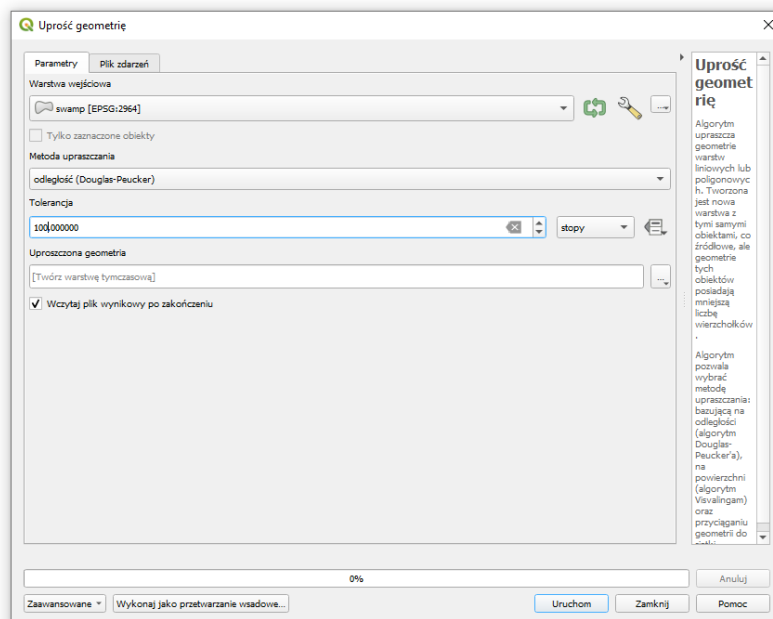 Uprość geometrię
Parametry
Plik zdarzeń
Warstwa wejściowa
swamp [EPSG:2964]
Tylko zaznaczone obiekty
Metoda upraszczania
odległość (Douglas-Peucker)
Tolerancja
100.000000
stopy
Uproszczona geometria
[Twórz warstwę tymczasową]
Wczytaj plik wynikowy po zakończeniu
Uprość
geomet
rię
Algorytm
upraszcza
geometrie
warstw
liniowych lub
poligonowyc
h. Tworzona
jest nowa
warstwa z
tymi samymi
obiektami, co
źródłowe, ale
geometrie
tych
obiektów
posiadają
mniejszą
liczbę
wierzchołków
.
Algorytm
pozwala
wybrać
metodę
upraszczania:
bazującą na
odległości
(algorytm
Douglas-
Peucker'a),
na
powierzchni
(algorytm
Visvalingam)
oraz
przyciąganiu
geometrii do
0%
Anuluj
Zaawansowane
Wykonaj jako przetwarzanie wsadowe...
Uruchom
Zamknij
Pomoc